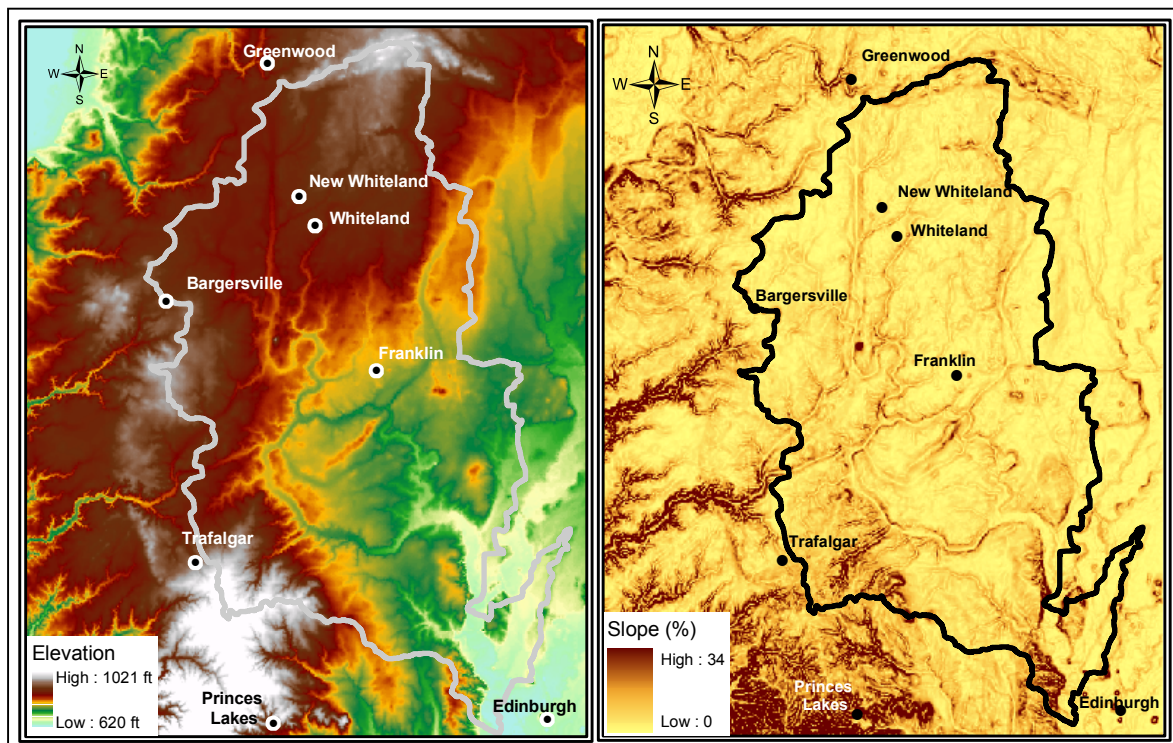 Greenwood
N
W E
S
New Whiteland
Whiteland
Bargersville
Franklin
Trafalgar
Princes
Lakes
Edinburgh
Elevation
High : 1021 ft
Low : 620 ft
Greenwood
N
W E
S
New Whiteland
Whiteland
Bargersville
Franklin
Trafalgar
Princes
Lakes
Edinburgh
Slope (%)
High : 34
Low : 0